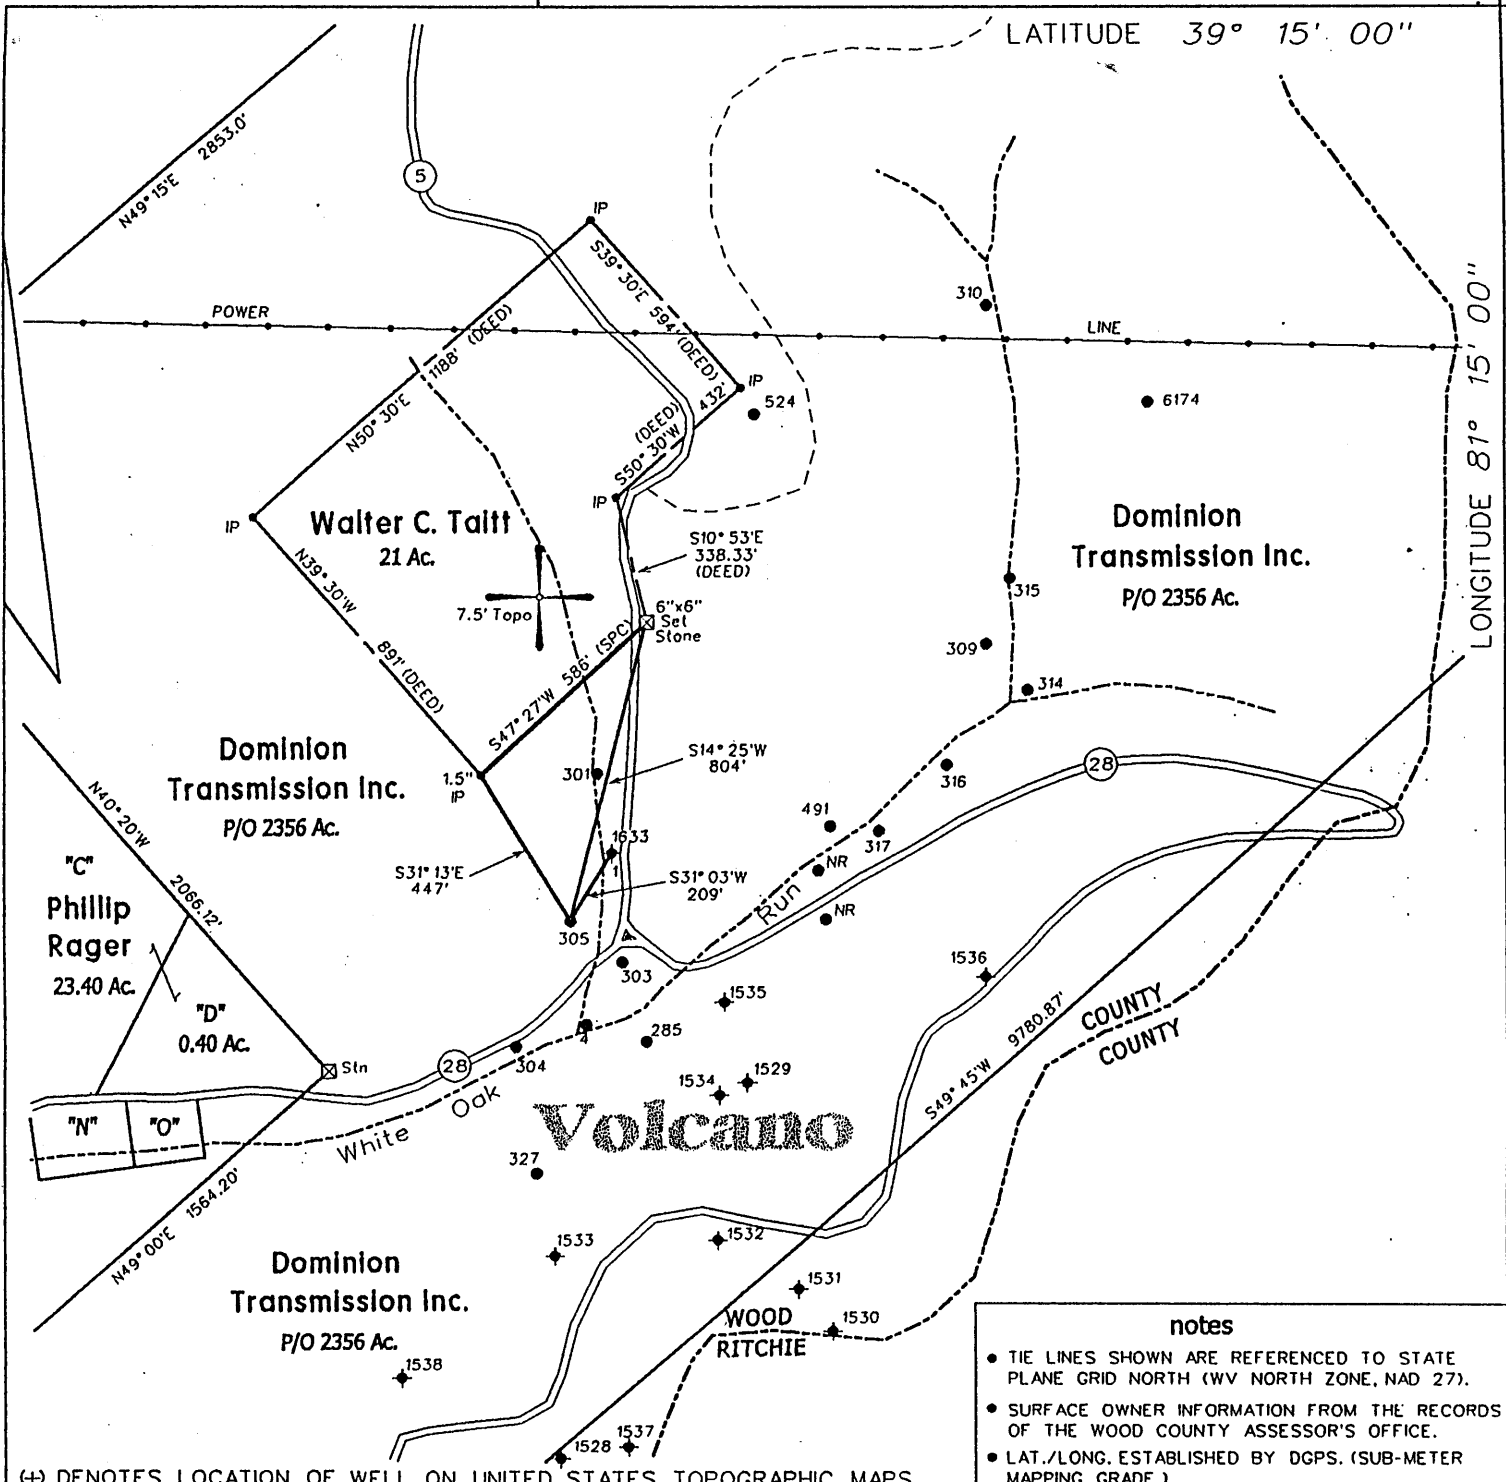 LATITUDE 39° 15' 00"
N49° 15'E 2853.0'
5
IP
S39° 30'E 594' (DEED)
310
POWER
LINE
LONGITUDE 81° 15' 00"
N50° 30'E 1188' (DEED)
IP
524
6174
(DEED)
S50° 30'W 432'
IP
IP
Walter C. Taitt
21 Ac.
S10° 53'E
338.33'
(DEED)
Dominion
Transmission Inc.
P/O 2356 Ac.
N39° 30'W 891' (DEED)
315
7.5' Topo
6"x6"
Set
Stone
309
314
S47° 27'W 586' (SPC)
Dominion
Transmission Inc.
P/O 2356 Ac.
1.5"
IP
301
S14° 25'W
804'
316
28
N40° 20'W 2066.12'
491
317
1633
1
NR
"C"
Phillip
Rager
23.40 Ac.
S31° 13'E
447'
S31° 03'W
209'
Run
NR
305
303
1536
"D"
0.40 Ac.
1535
COUNTY
COUNTY
4
285
304
Stn
28
S49° 45'W 9780.87'
1529
1534
"N"
"O"
White Oak
Volcano
327
N49° 00'E 1564.20'
1533
1532
Dominion
Transmission Inc.
P/O 2356 Ac.
1531
WOOD
RITCHIE
1530
1538
1537
1528
notes
● TIE LINES SHOWN ARE REFERENCED TO STATE
PLANE GRID NORTH (WV NORTH ZONE, NAD 27).
● SURFACE OWNER INFORMATION FROM THE RECORDS
OF THE WOOD COUNTY ASSESSOR'S OFFICE.
● LAT./LONG. ESTABLISHED BY DGPS. (SUB-METER
MAPPING GRADE)
(+) DENOTES LOCATION OF WELL ON UNITED STATES TOPOGRAPHIC MAPS